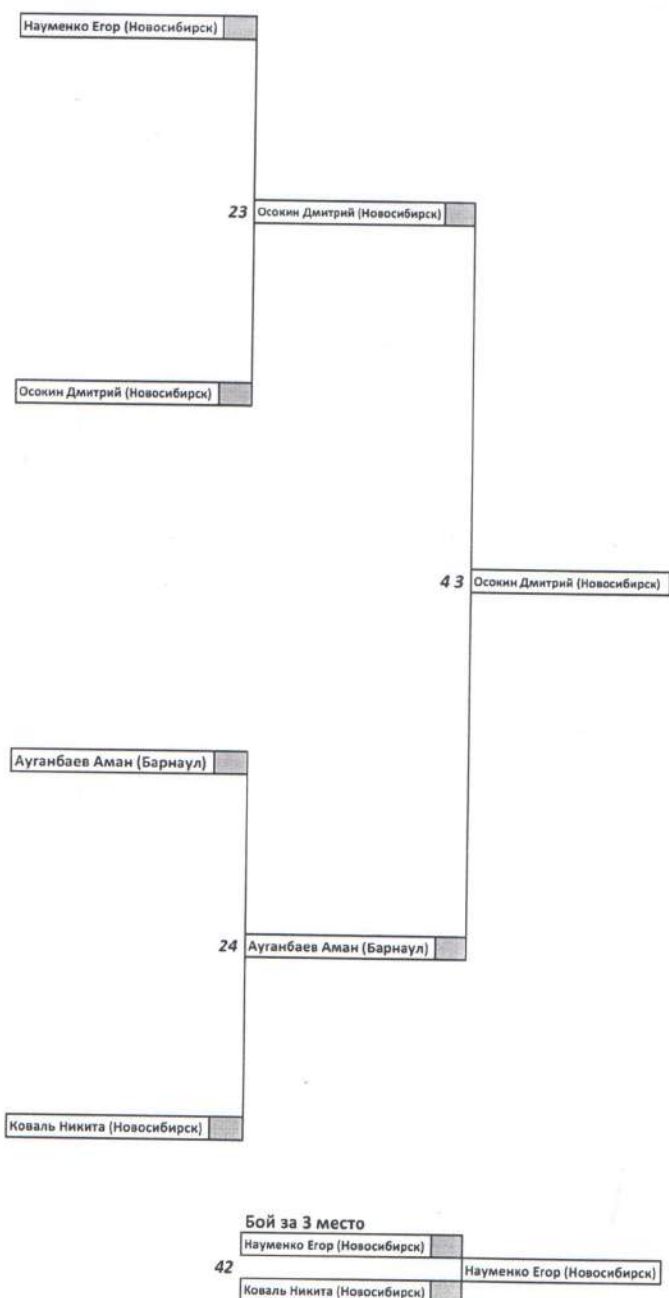 Науменко Егор (Новосибирск)
23 Осокин Дмитрий (Новосибирск)
Осокин Дмитрий (Новосибирск)
4 3 Осокин Дмитрий (Новосибирск)
Ауганбаев Аман (Барнаул)
24 Ауганбаев Аман (Барнаул)
Коваль Никита (Новосибирск)
Бой за 3 место
Науменко Егор (Новосибирск)
42 Науменко Егор (Новосибирск)
Коваль Никита (Новосибирск)